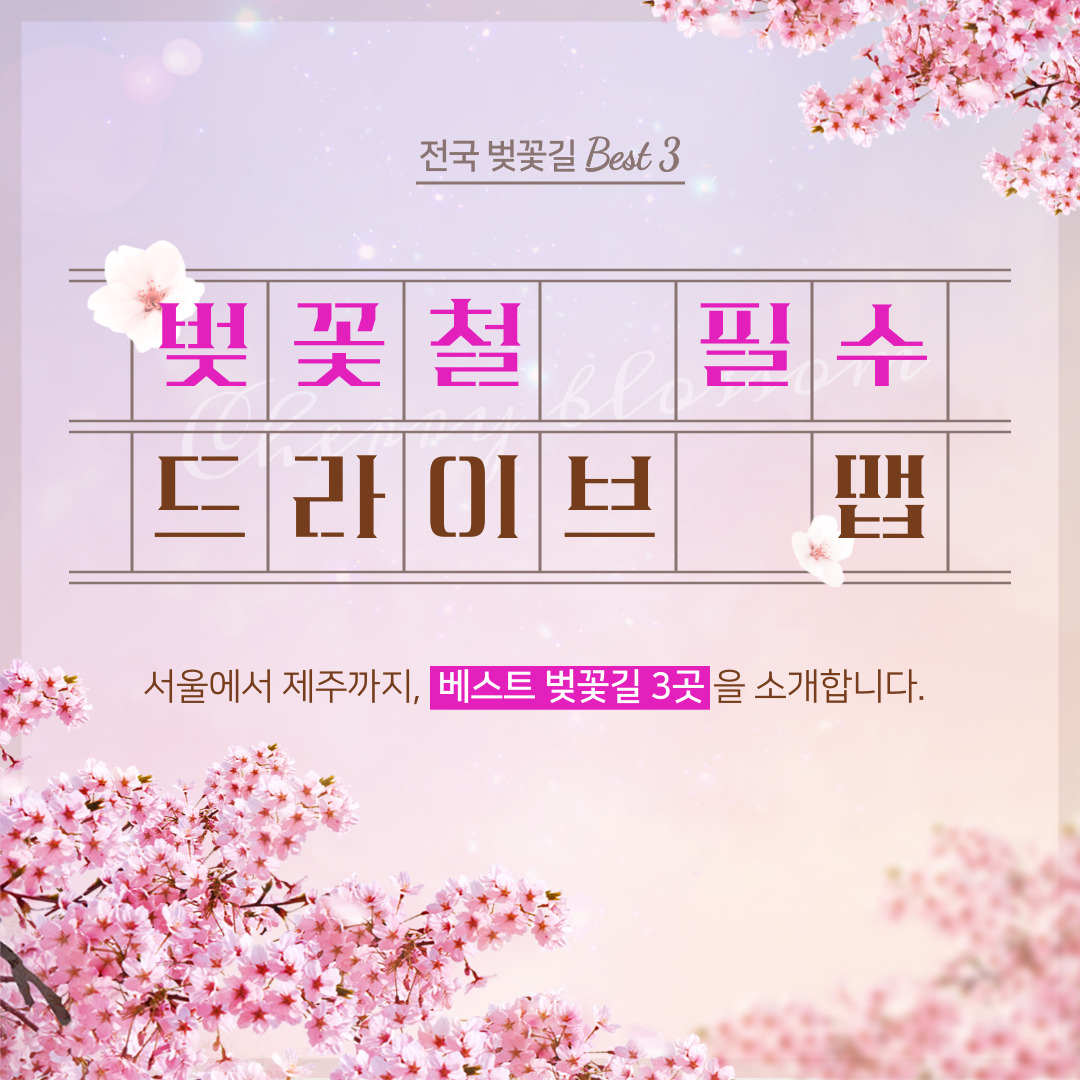 전국 벚꽃길 Best 3
벚꽃철 필수
Cherry blossom
드라이브 맵
서울에서 제주까지, 베스트 벚꽃길 3곳을 소개합니다.